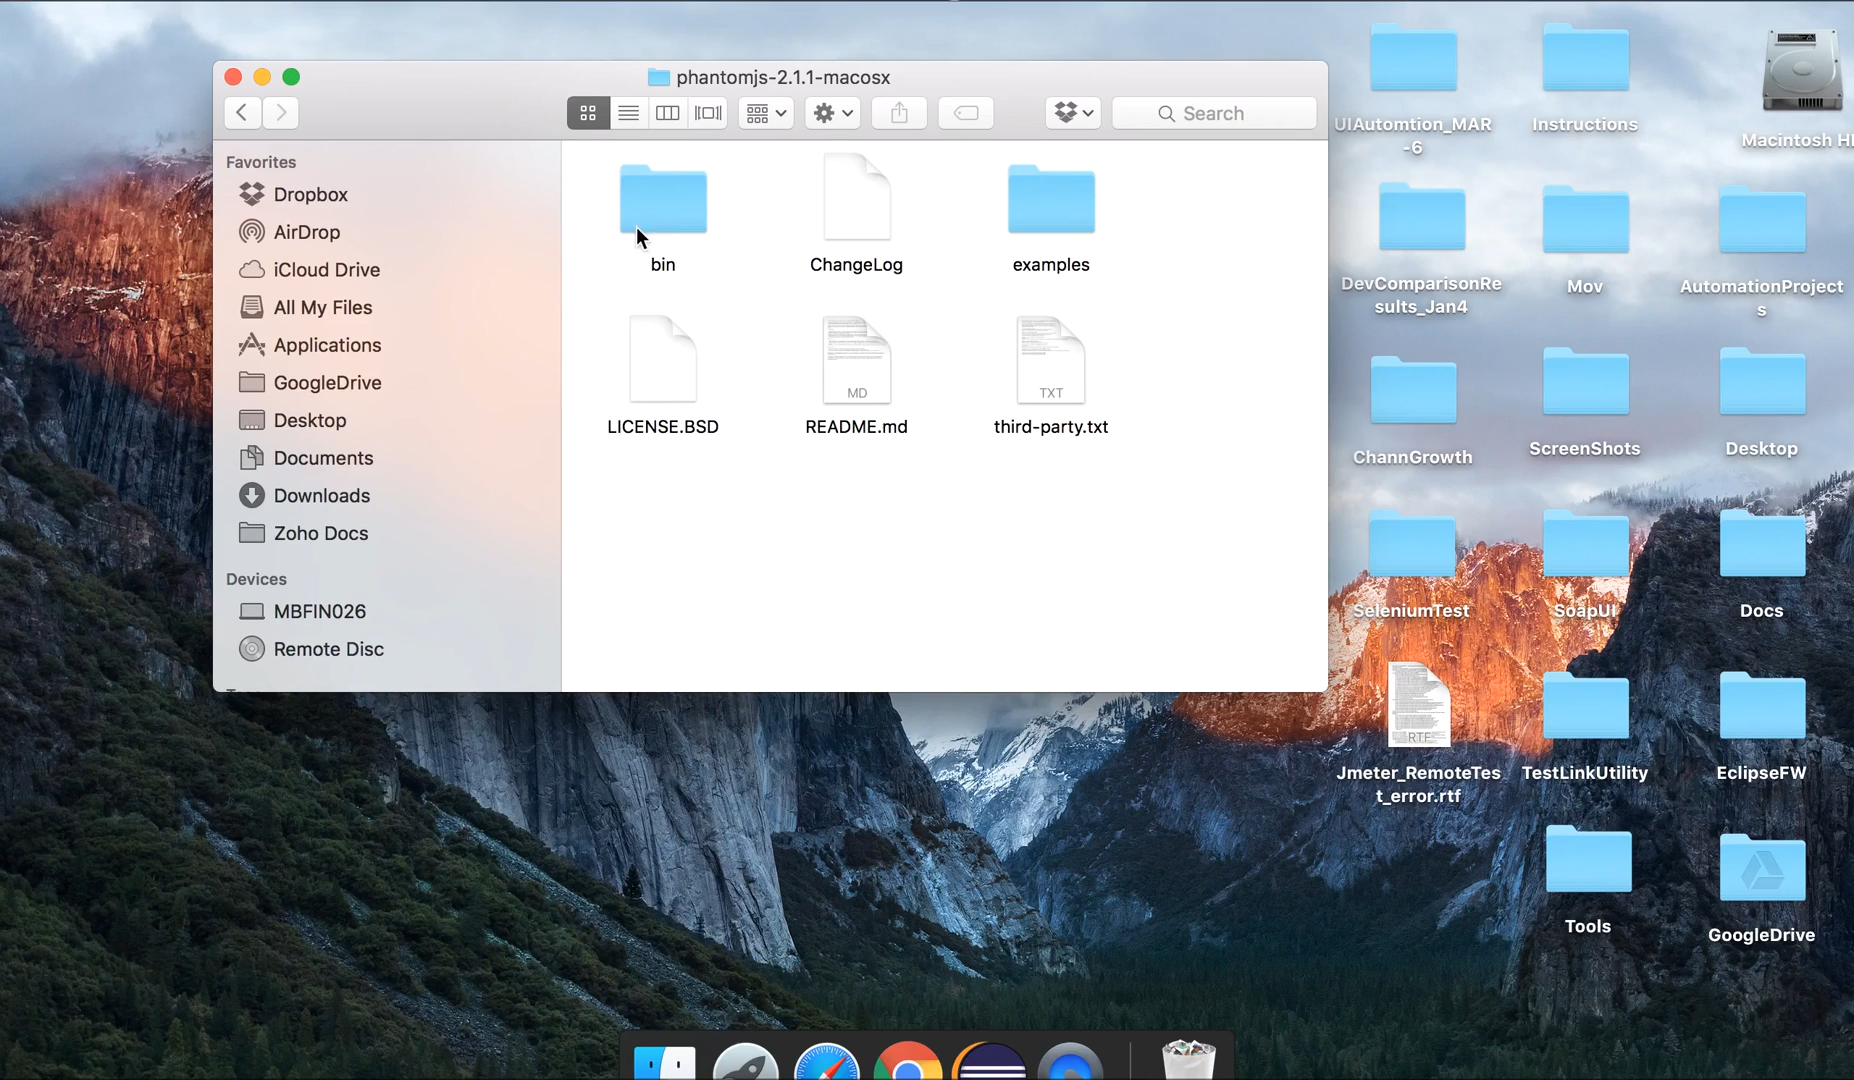 phantomjs-2.1.1-macosx
Search
Favorites
Dropbox
AirDrop
iCloud Drive
All My Files
Applications
GoogleDrive
Desktop
Documents
Downloads
Zoho Docs
Devices
MBFIN026
Remote Disc
bin
ChangeLog
examples
LICENSE.BSD
MD
README.md
TXT
third-party.txt
UIAutomtion_MAR
-6
Instructions
Macintosh H
DevComparisonRe
sults_Jan4
Mov
AutomationProject
s
ChannGrowth
ScreenShots
Desktop
SeleniumTest
SoapUI
Docs
RTF
Jmeter_RemoteTes
t_error.rtf
TestLinkUtility
EclipseFW
Tools
GoogleDrive